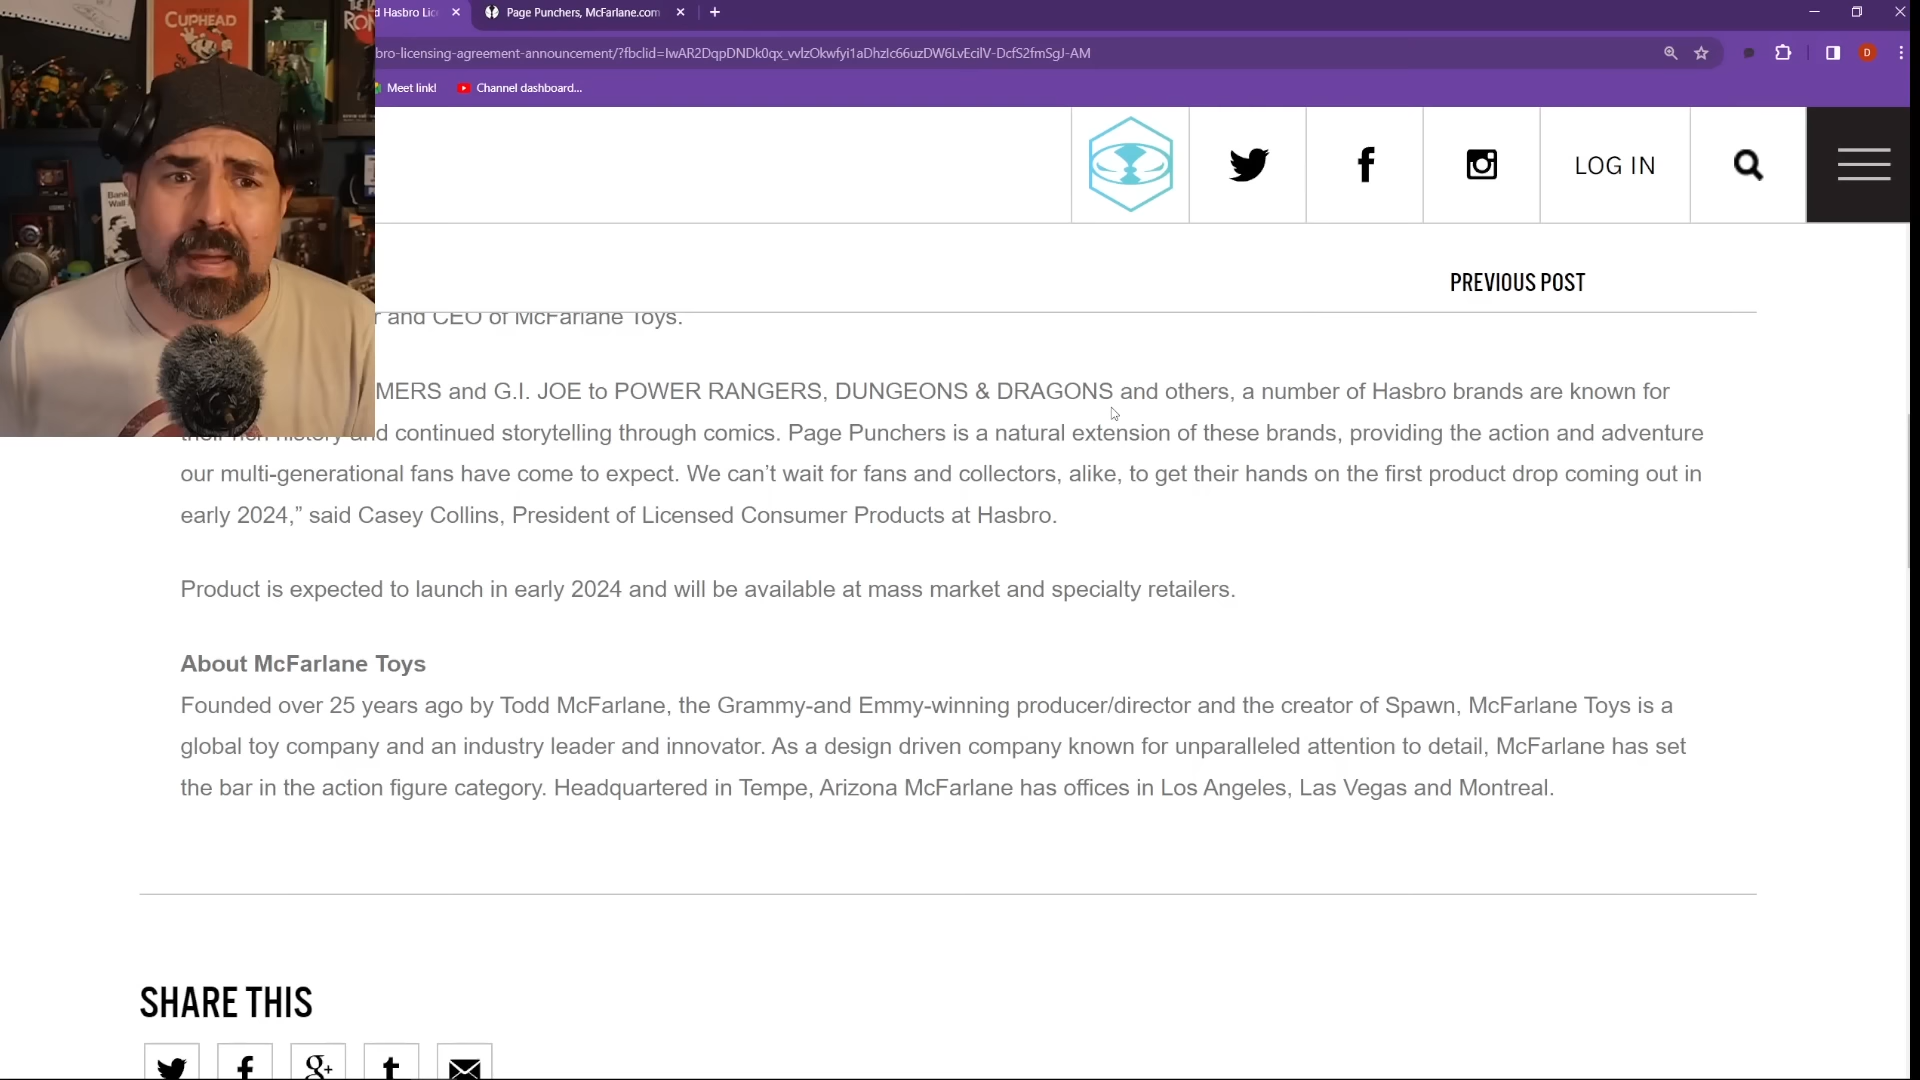 CUPHEAD
d Hasbro Lic
Page Punchers, McFarlane.com
bro-licensing-agreement-announcement/?fbclid=IwAR2DqpDNDk0qx_vvlzOkwfyi1aDhzIc66uzDW6LvEcilV-DcfS2fmSgJ-AM
D
Meet link!
Channel dashboard...
LOG IN
PREVIOUS POST
r and CEO of McFarlane Toys.
MERS and G.I. JOE to POWER RANGERS, DUNGEONS & DRAGONS and others, a number of Hasbro brands are known for
their rich history and continued storytelling through comics. Page Punchers is a natural extension of these brands, providing the action and adventure
our multi-generational fans have come to expect. We can’t wait for fans and collectors, alike, to get their hands on the first product drop coming out in
early 2024,” said Casey Collins, President of Licensed Consumer Products at Hasbro.
Product is expected to launch in early 2024 and will be available at mass market and specialty retailers.
About McFarlane Toys
Founded over 25 years ago by Todd McFarlane, the Grammy-and Emmy-winning producer/director and the creator of Spawn, McFarlane Toys is a
global toy company and an industry leader and innovator. As a design driven company known for unparalleled attention to detail, McFarlane has set
the bar in the action figure category. Headquartered in Tempe, Arizona McFarlane has offices in Los Angeles, Las Vegas and Montreal.
SHARE THIS